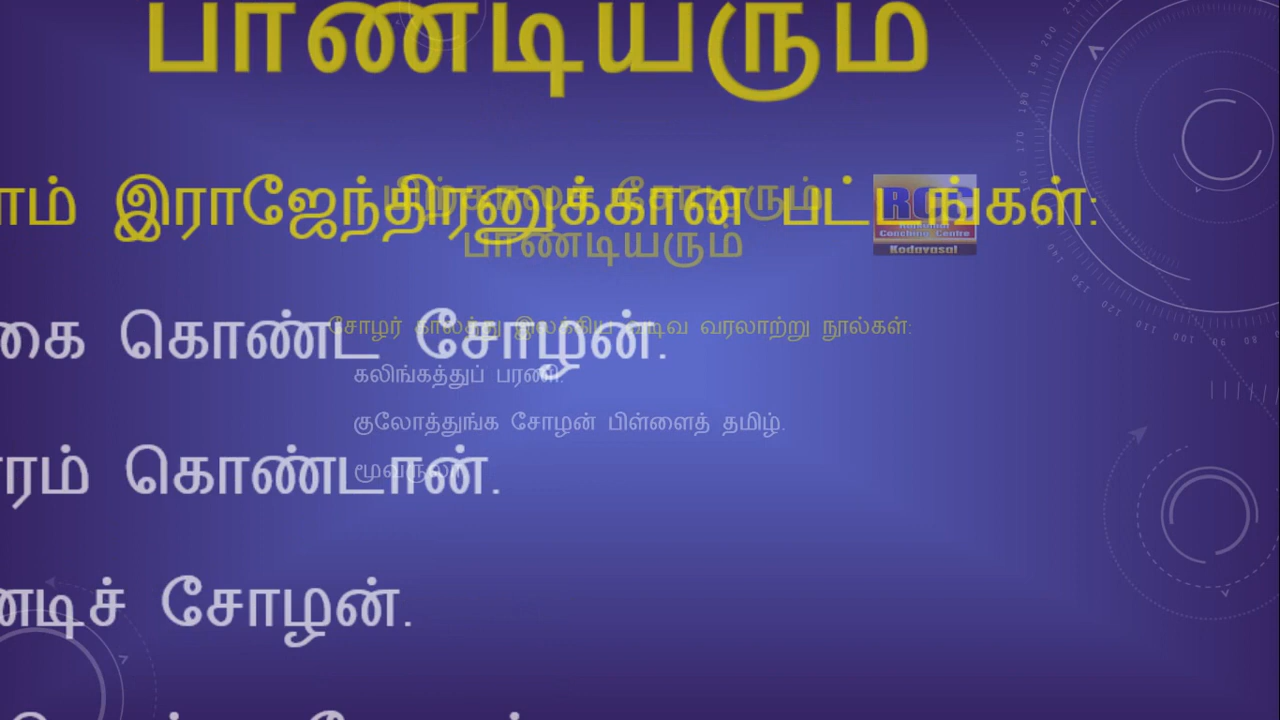 பாண்டியரும்
இராஜேந்திரனுக்கான பட்டங்கள்:
கொண்ட சோழன்.
கொண்டான்.
சோழன்.
பிற்கால சோழரும்
பாண்டியரும்
சோழர் காலத்து இலக்கிய வடிவ வரலாற்று நூல்கள்:
கலிங்கத்துப் பரணி.
குலோத்துங்க சோழன் பிள்ளைத் தமிழ்.
மூவருலா
Coaching Centre
Kodavasal